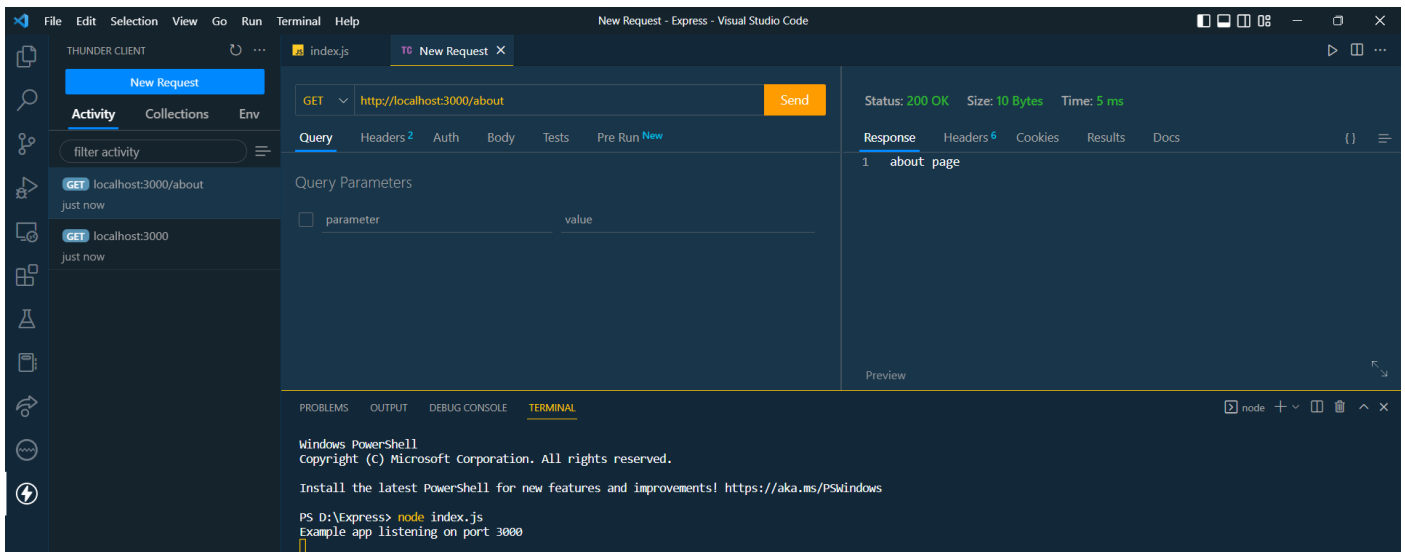 File Edit Selection View Go Run Terminal Help
New Request - Express - Visual Studio Code
THUNDER CLIENT
New Request
Activity Collections Env
filter activity
GET localhost:3000/about
just now
GET localhost:3000
just now
JS index.js
TC New Request
GET http://localhost:3000/about Send
Query Headers 2 Auth Body Tests Pre Run New
Query Parameters
parameter value
Status: 200 OK Size: 10 Bytes Time: 5 ms
Response Headers 6 Cookies Results Docs {}
1 about page
Preview
PROBLEMS OUTPUT DEBUG CONSOLE TERMINAL
node
Windows PowerShell
Copyright (C) Microsoft Corporation. All rights reserved.
Install the latest PowerShell for new features and improvements! https://aka.ms/PSWindows
PS D:\Express> node index.js
Example app listening on port 3000